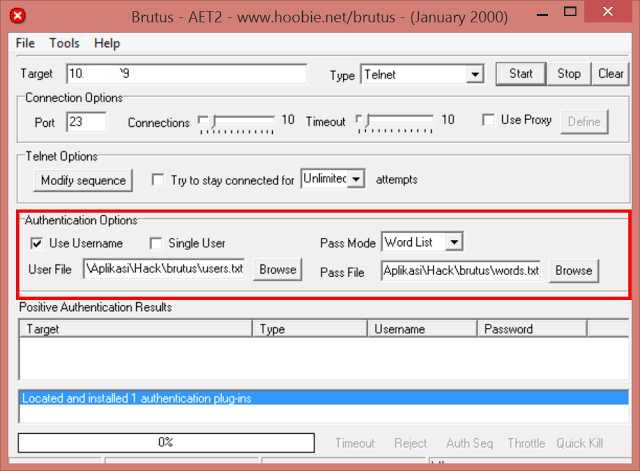 Brutus - AET2 - www.hoobie.net/brutus - (January 2000)
File Tools Help
Target 10. 9 Type Telnet Start Stop Clear
Connection Options
Port 23 Connections 10 Timeout 10 Use Proxy Define
Telnet Options
Modify sequence Try to stay connected for Unlimited attempts
Authentication Options
Use Username Single User Pass Mode Word List
User File \Aplikasi\Hack\brutus\users.txt Browse Pass File Aplikasi\Hack\brutus\words.txt Browse
Positive Authentication Results
Target Type Username Password
Located and installed 1 authentication plug-ins
0% Timeout Reject Auth Seq Throttle Quick Kill